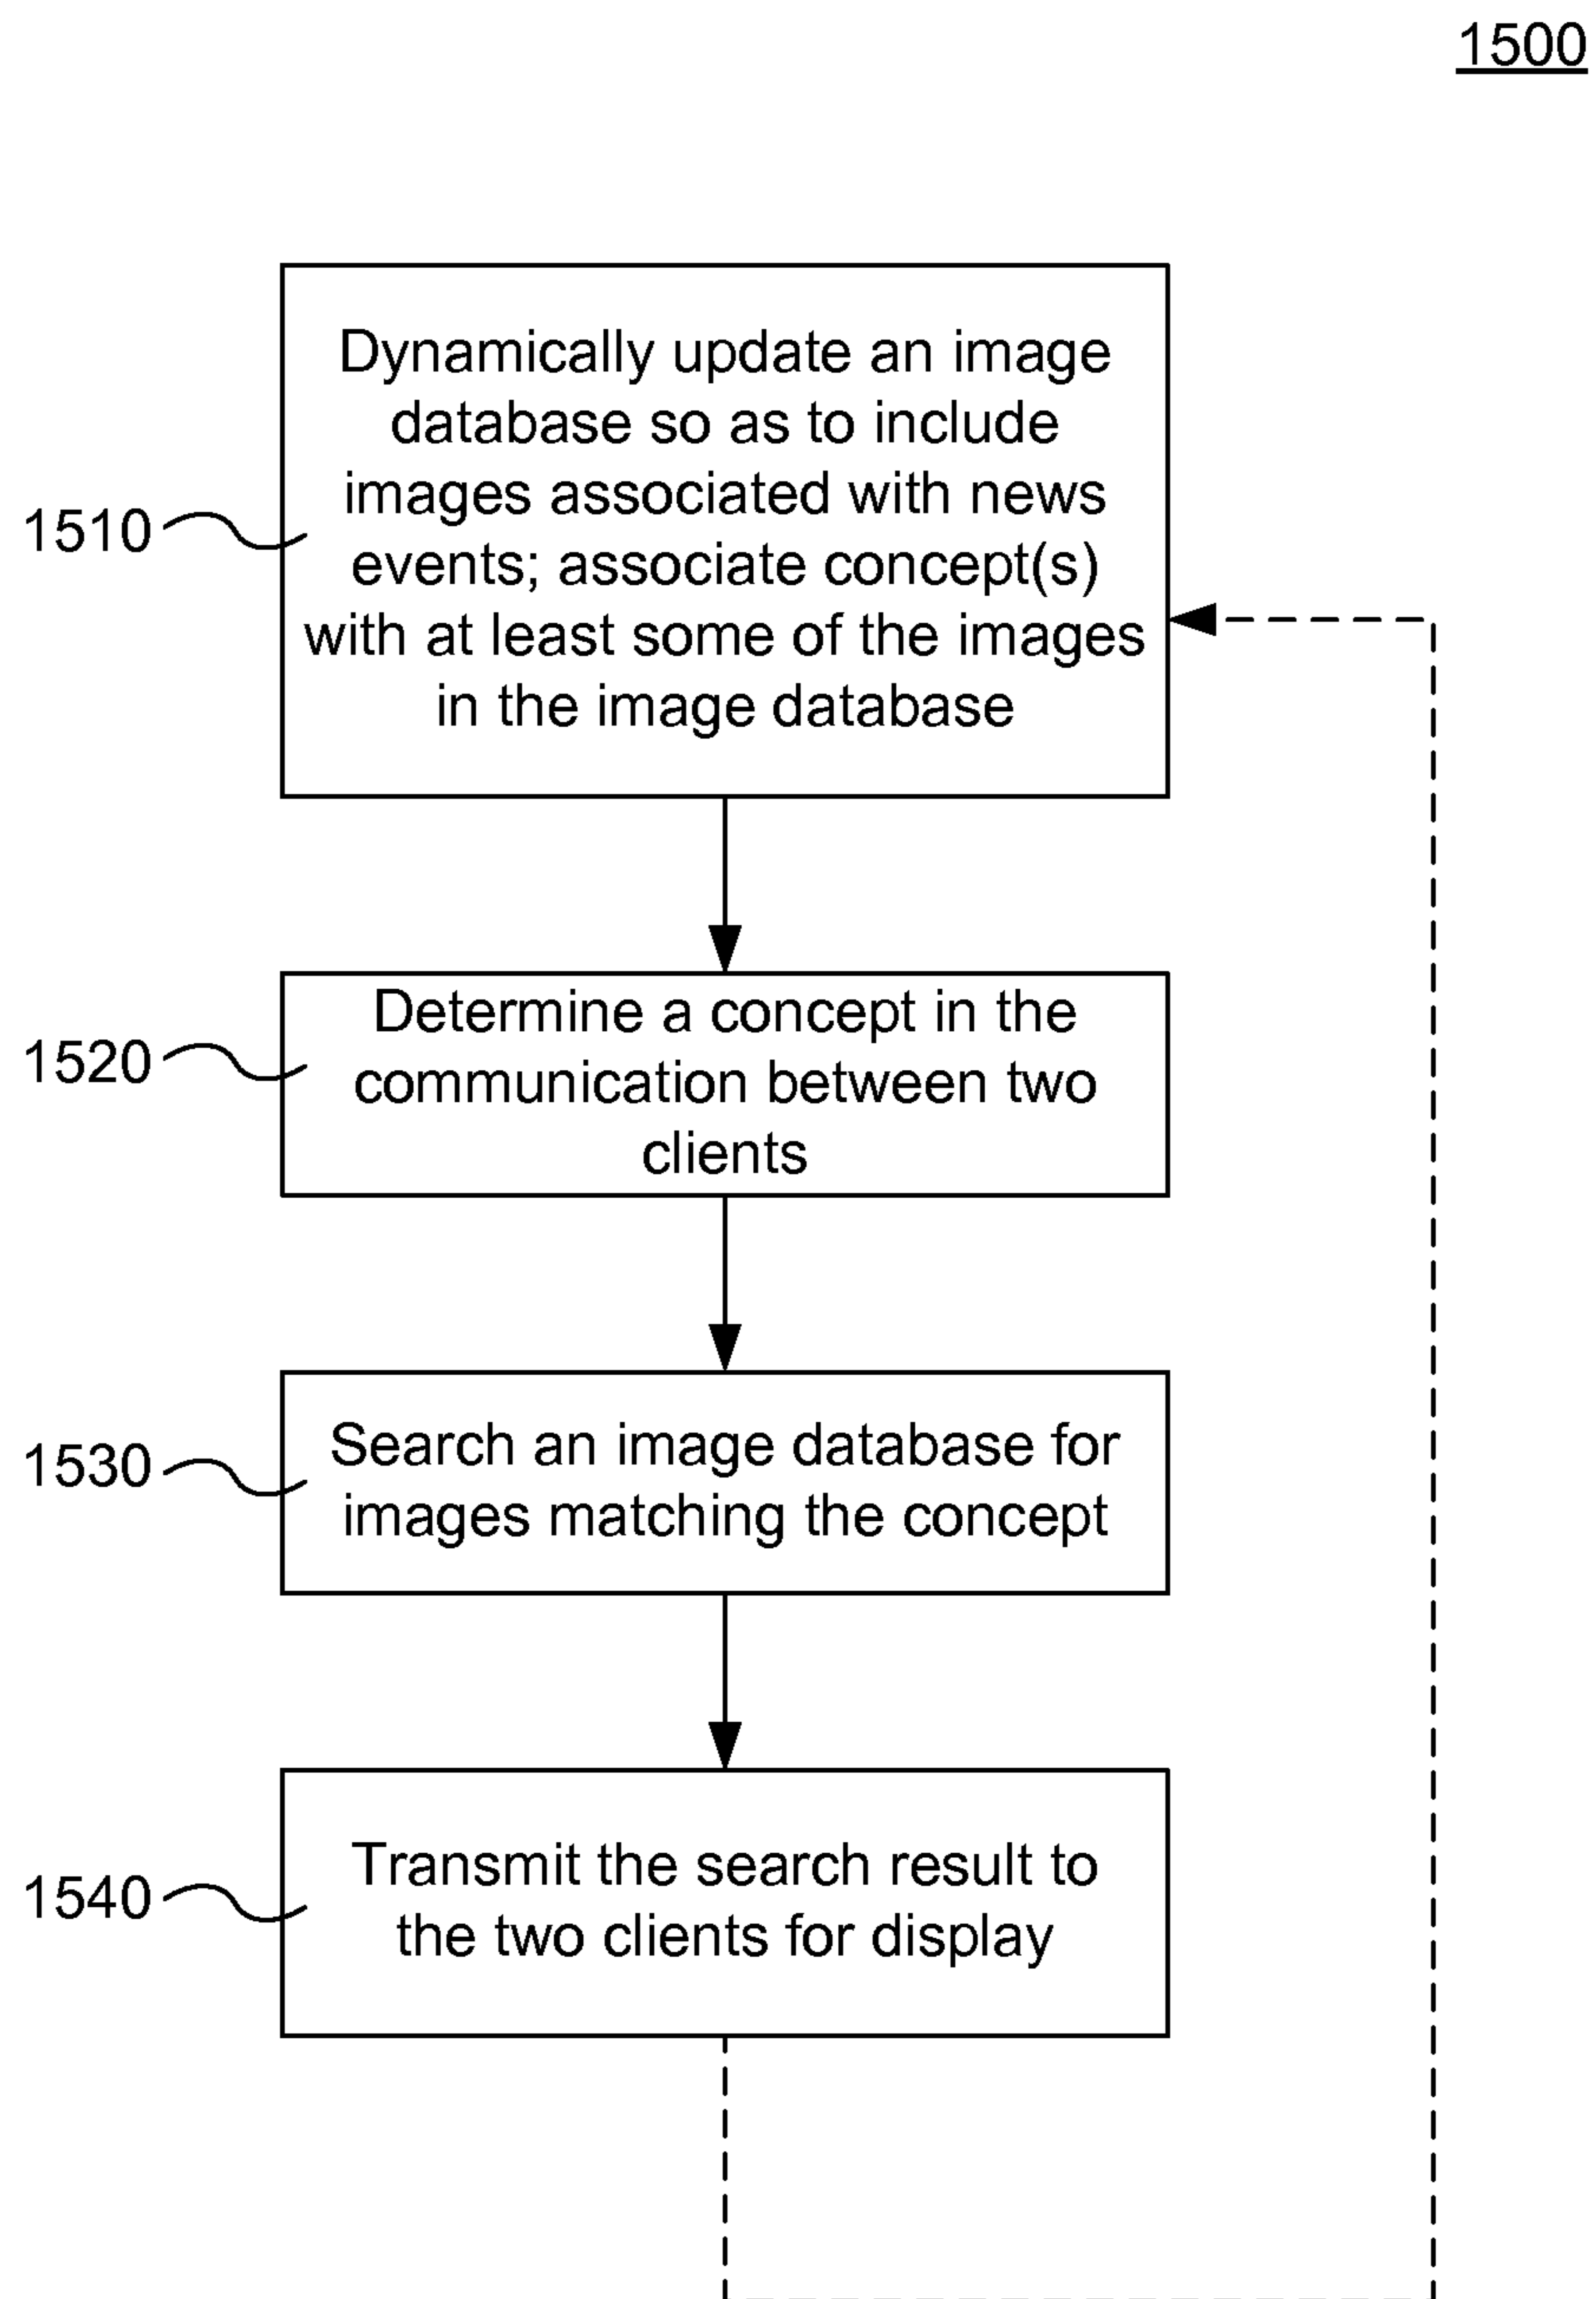 1500
Dynamically update an image
database so as to include
images associated with news
events; associate concept(s)
with at least some of the images
in the image database
1510
Determine a concept in the
communication between two
clients
1520
Search an image database for
images matching the concept
1530
Transmit the search result to
the two clients for display
1540